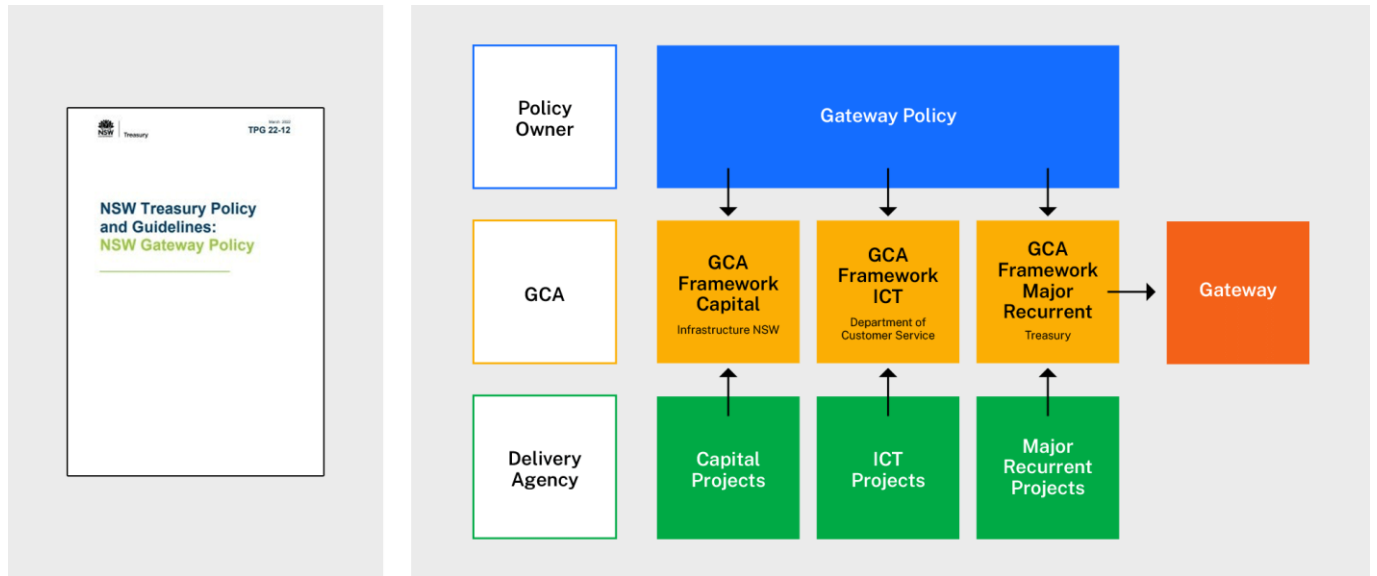 NSW
Treasury
March 2022
TPG 22-12
NSW Treasury Policy
and Guidelines:
NSW Gateway Policy
Policy
Owner
Gateway Policy
GCA
GCA
Framework
Capital
Infrastructure NSW
GCA
Framework
ICT
Department of
Customer Service
GCA
Framework
Major
Recurrent
Treasury
Gateway
Delivery
Agency
Capital
Projects
ICT
Projects
Major
Recurrent
Projects